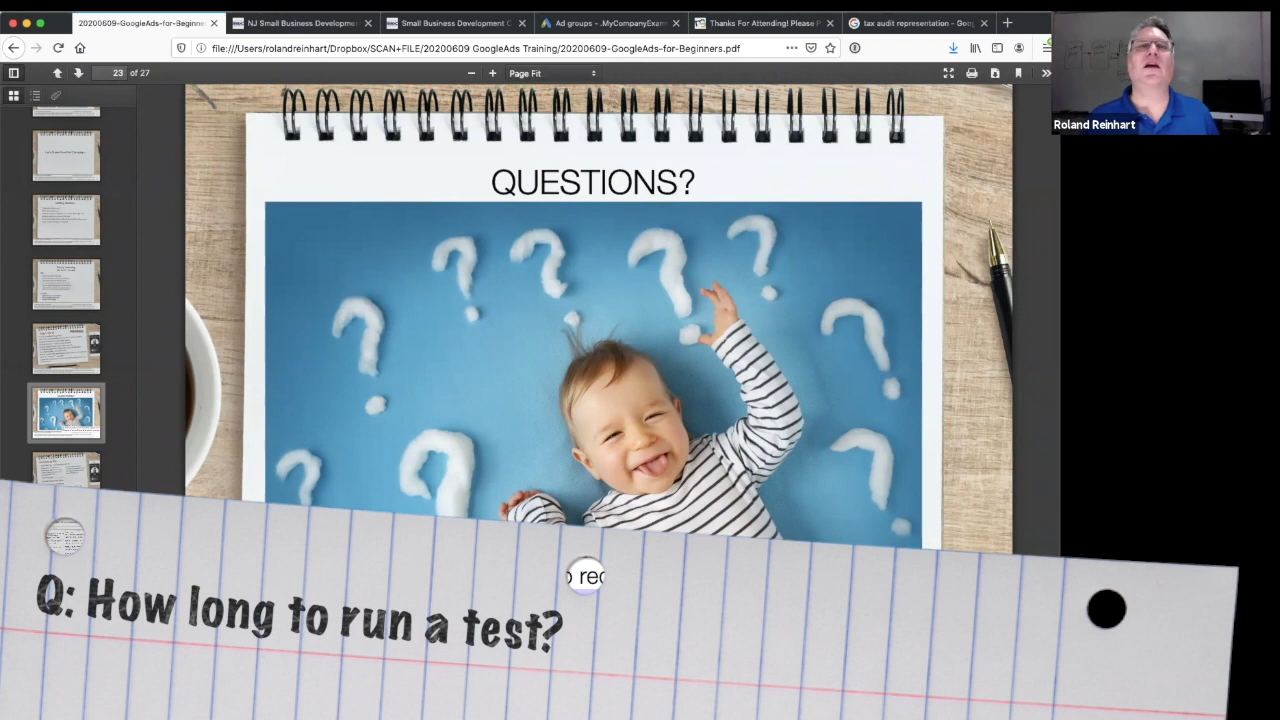 20200609-GoogleAds-for-Beginne
NJ Small Business Developme
Small Business Development C
Ad groups - .MyCompanyExam
Thanks For Attending! Please P
tax audit representation - Goog
file:///Users/rolandreinhart/Dropbox/SCAN+FILE/20200609 GoogleAds Training/20200609-GoogleAds-for-Beginners.pdf
23 of 27
Page Fit
Roland Reinhart
QUESTIONS?
Q: How long to run a test?